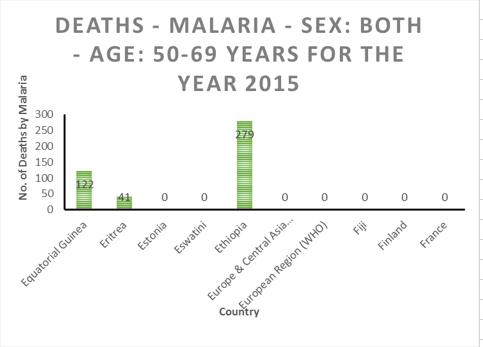 DEATHS - MALARIA - SEX: BOTH
- AGE: 50-69 YEARS FOR THE
YEAR 2015
No. of Deaths by Malaria
300
250
200
150
100
50
0
122
41
0
0
279
0
0
0
0
0
Equatorial Guinea
Eritrea
Estonia
Eswatini
Ethiopia
Europe & Central Asia...
European Region (WHO)
Fiji
Finland
France
Country